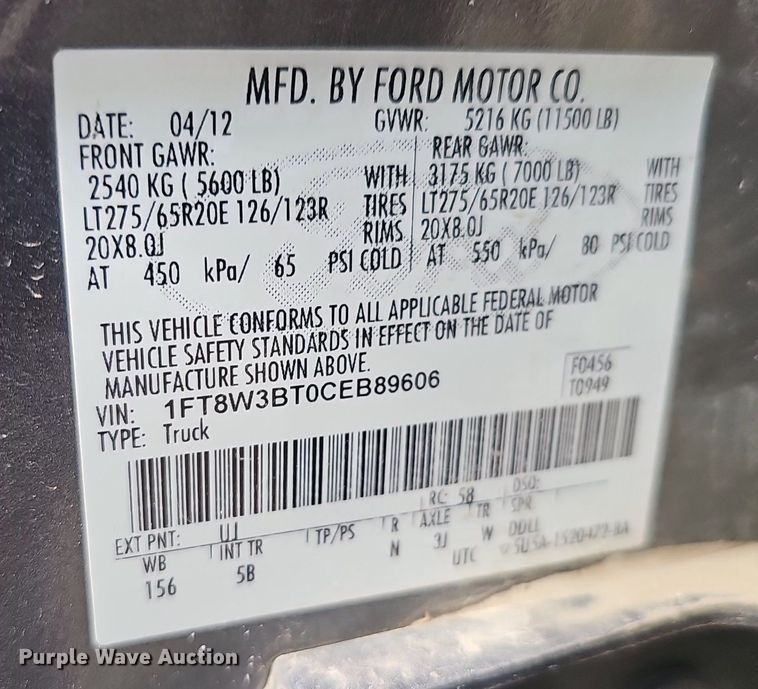 MFD. BY FORD MOTOR CO.
DATE: 04/12 GVWR: 5216 KG (11500 LB)
FRONT GAWR: REAR GAWR:
2540 KG ( 5600 LB) WITH 3175 KG ( 7000 LB) WITH
LT275/65R20E 126/123R TIRES LT275/65R20E 126/123R TIRES
20X8.0J RIMS 20X8.0J RIMS
AT 450 kPa/ 65 PSI COLD AT 550 kPa/ 80 PSI COLD
THIS VEHICLE CONFORMS TO ALL APPLICABLE FEDERAL MOTOR
VEHICLE SAFETY STANDARDS IN EFFECT ON THE DATE OF
MANUFACTURE SHOWN ABOVE.
F0456
VIN: 1FT8W3BT0CEB89606
T0949
TYPE: Truck
RC: 58 DSO:
EXT PNT: UJ
WB INT TR TP/PS R AXLE TR SPR
156 5B N 3J W DDLL
UTC
Purple Wave Auction